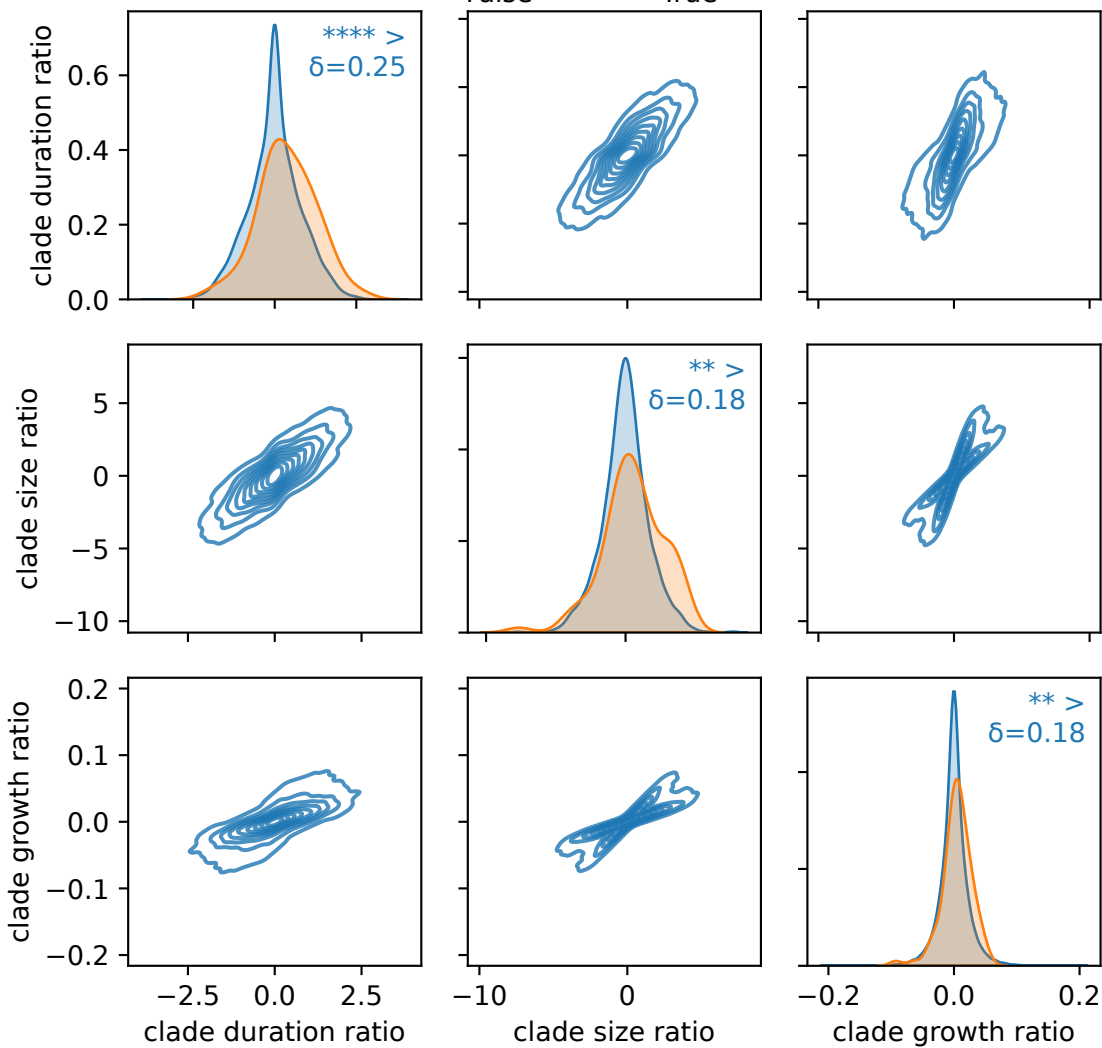 clade duration ratio
0.6
0.4
0.2
0.0
**** >
δ=0.25
clade size ratio
5
0
−5
−10
** >
δ=0.18
clade growth ratio
0.2
0.1
0.0
−0.1
−0.2
** >
δ=0.18
−2.5 0.0 2.5
−10 0
−0.2 0.0 0.2
clade duration ratio
clade size ratio
clade growth ratio